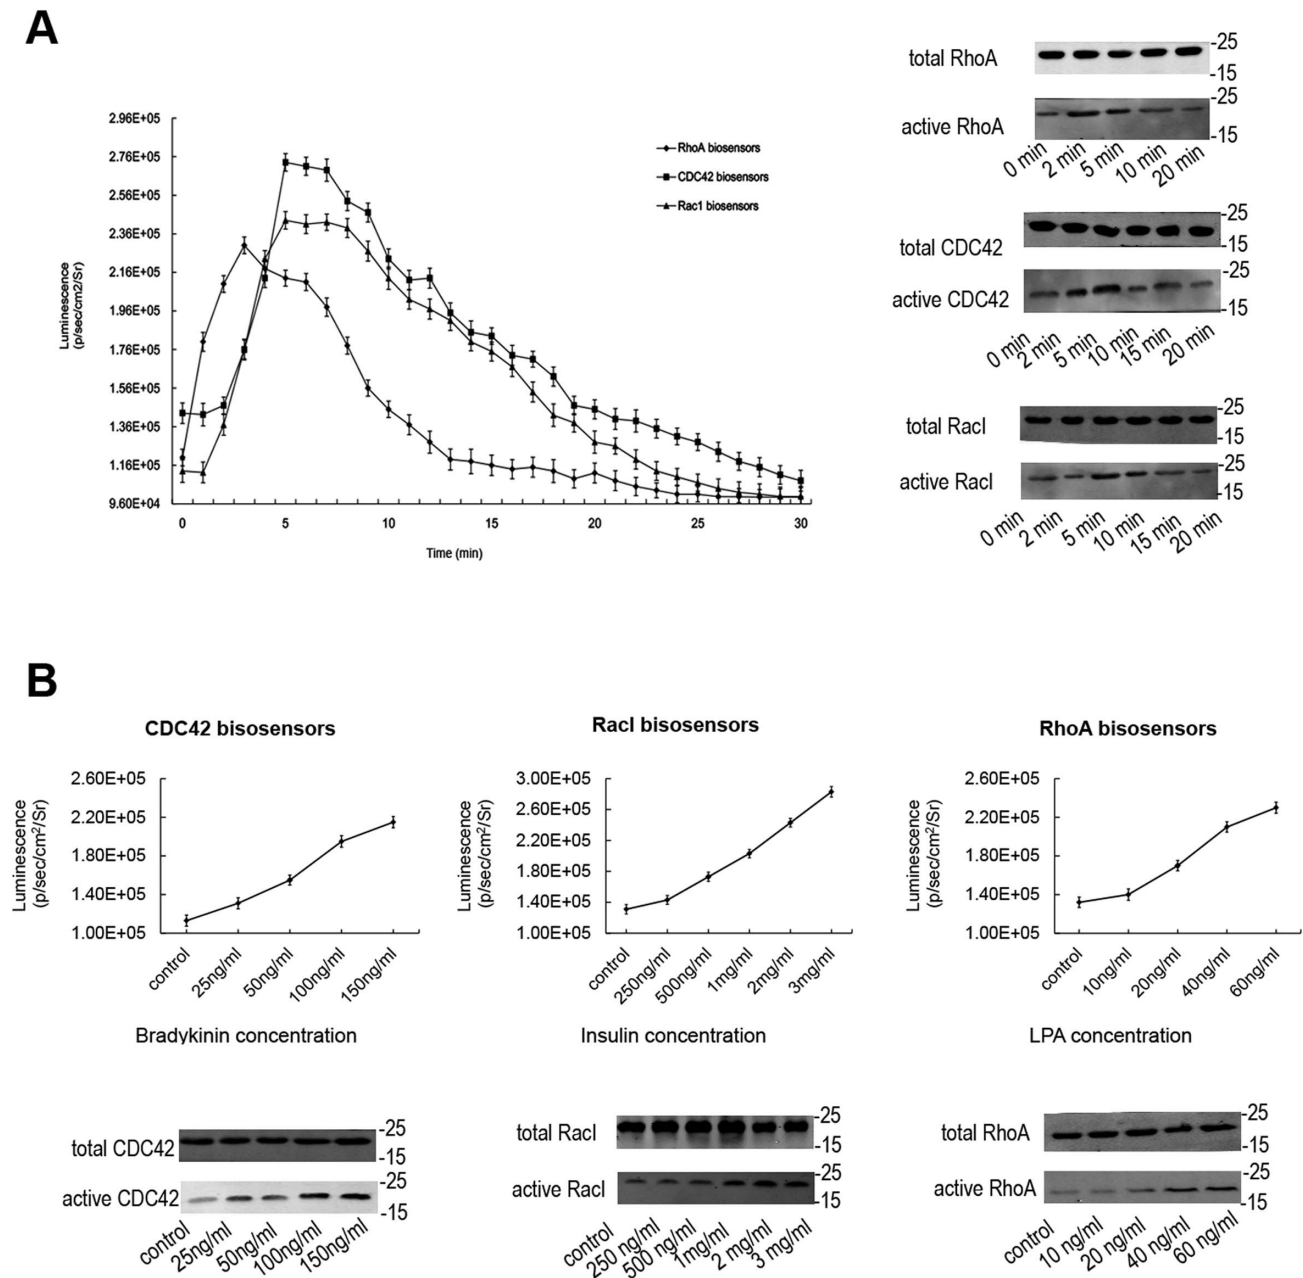 A
2.96E+05
2.76E+05
2.56E+05
2.36E+05
2.16E+05
1.96E+05
1.76E+05
1.56E+05
1.36E+05
1.16E+05
9.60E+04
Luminescence
(p/sec/cm2/Sr)
0 5 10 15 20 25 30
Time (min)
RhoA biosensors
CDC42 biosensors
Rac1 biosensors
total RhoA
-25
-15
active RhoA
-25
-15
0 min 2 min 5 min 10 min 20 min
total CDC42
-25
-15
active CDC42
-25
-15
0 min 2 min 5 min 10 min 15 min 20 min
total RacI
-25
-15
active RacI
-25
-15
0 min 2 min 5 min 10 min 15 min 20 min
B
CDC42 bisosensors
Luminescence
(p/sec/cm²/Sr)
2.60E+05
2.20E+05
1.80E+05
1.40E+05
1.00E+05
control 25ng/ml 50ng/ml 100ng/ml 150ng/ml
Bradykinin concentration
total CDC42
-25
-15
active CDC42
-25
-15
control 25ng/ml 50ng/ml 100ng/ml 150ng/ml
RacI bisosensors
Luminescence
(p/sec/cm²/Sr)
3.00E+05
2.60E+05
2.20E+05
1.80E+05
1.40E+05
1.00E+05
control 250ng/ml 500ng/ml 1mg/ml 2mg/ml 3mg/ml
Insulin concentration
total RacI
-25
-15
active RacI
-25
-15
control 250 ng/ml 500 ng/ml 1mg/ml 2 mg/ml 3 mg/ml
RhoA bisosensors
Luminescence
(p/sec/cm²/Sr)
2.60E+05
2.20E+05
1.80E+05
1.40E+05
1.00E+05
control 10ng/ml 20ng/ml 40ng/ml 60ng/ml
LPA concentration
total RhoA
-25
-15
active RhoA
-25
-15
control 10 ng/ml 20 ng/ml 40 ng/ml 60 ng/ml